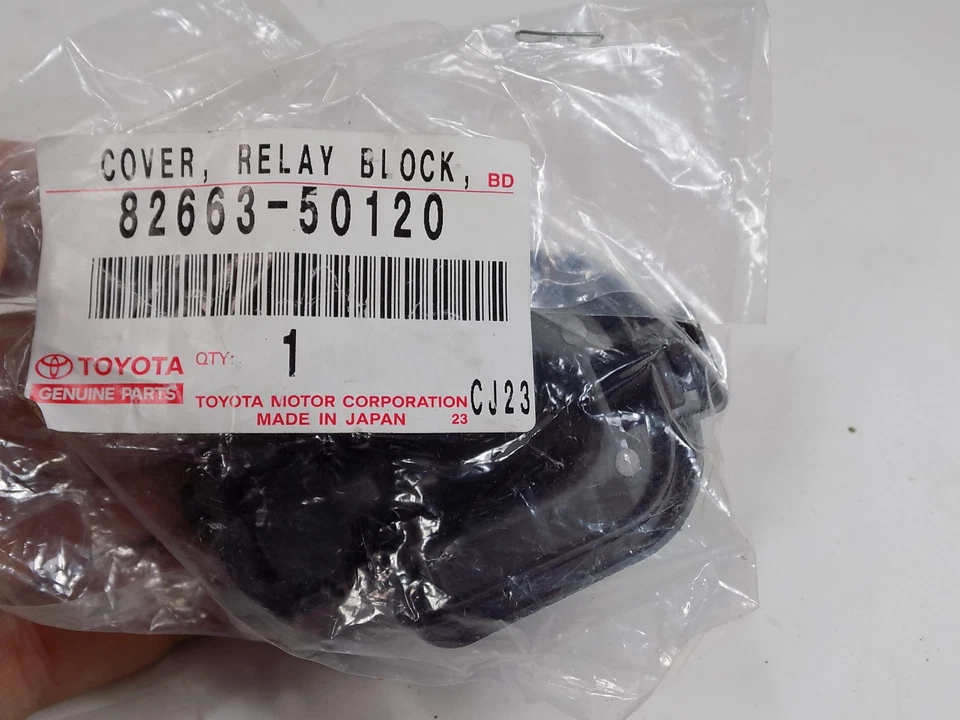 COVER, RELAY BLOCK, BD
82663-50120
QTY: 1
TOYOTA
GENUINE PARTS
TOYOTA MOTOR CORPORATION CJ23
MADE IN JAPAN 23